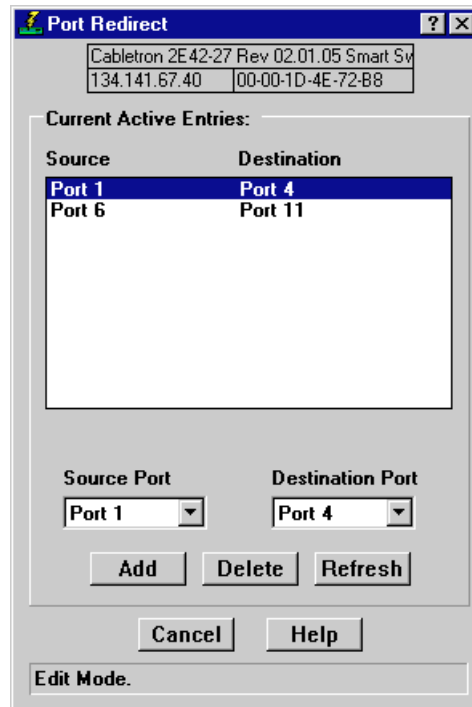 Port Redirect
Cabletron 2E42-27 Rev 02.01.05 Smart Sw
134.141.67.40 00-00-1D-4E-72-B8
Current Active Entries:
Source Destination
Port 1 Port 4
Port 6 Port 11
Source Port Destination Port
Port 1 Port 4
Add Delete Refresh
Cancel Help
Edit Mode.